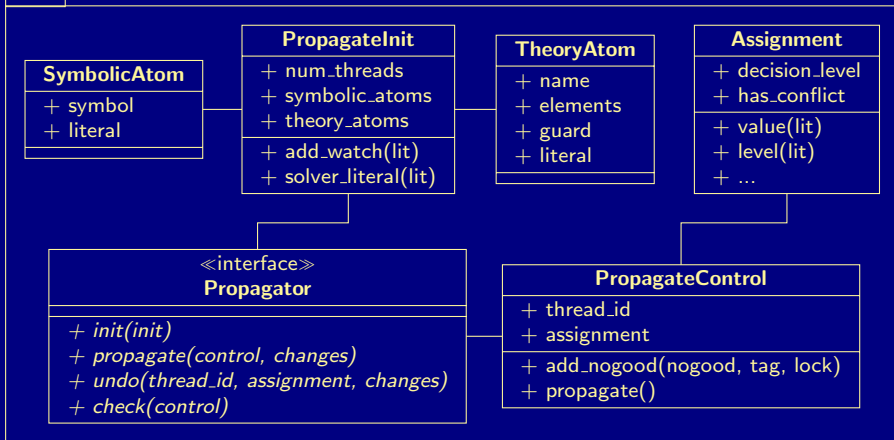 SymbolicAtom
+ symbol
+ literal
PropagateInit
+ num_threads
+ symbolic_atoms
+ theory_atoms
+ add_watch(lit)
+ solver_literal(lit)
TheoryAtom
+ name
+ elements
+ guard
+ literal
Assignment
+ decision_level
+ has_conflict
+ value(lit)
+ level(lit)
+ ...
≪interface≫
Propagator
+ init(init)
+ propagate(control, changes)
+ undo(thread_id, assignment, changes)
+ check(control)
PropagateControl
+ thread_id
+ assignment
+ add_nogood(nogood, tag, lock)
+ propagate()